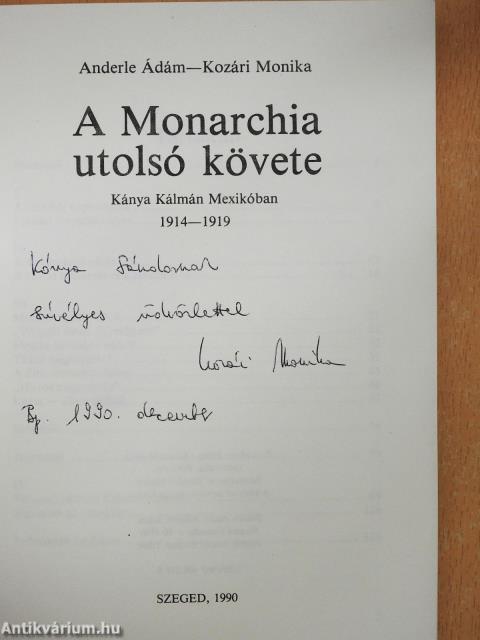 Anderle Ádám—Kozári Monika
A Monarchia
utolsó követe
Kánya Kálmán Mexikóban
1914—1919
Kónya Sándornak
szívélyes üdvözlettel
Kozári Monika
Bp. 1990. december
SZEGED, 1990
Antikvárium.hu